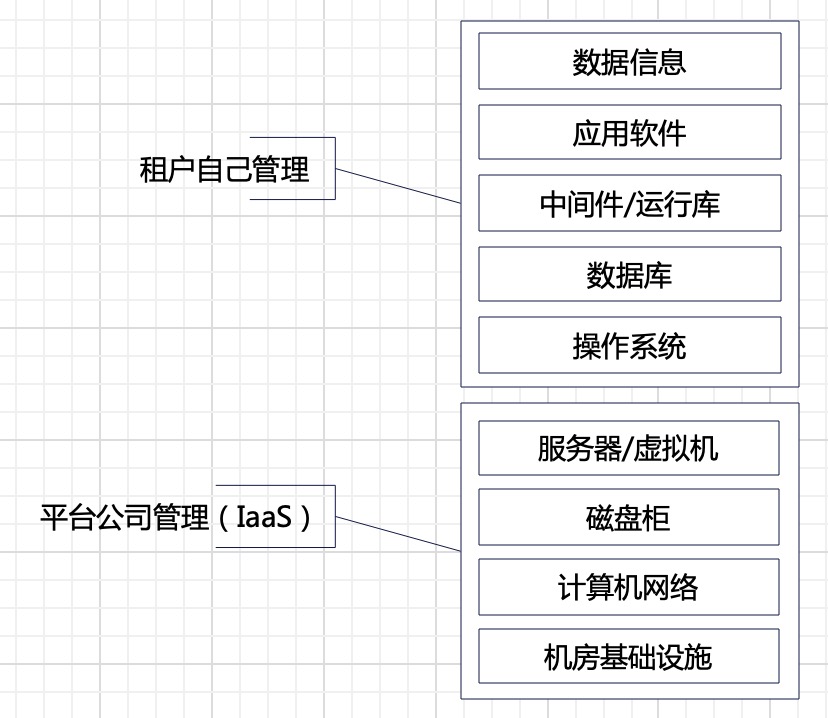 数据信息
应用软件
租户自己管理
中间件/运行库
数据库
操作系统
服务器/虚拟机
平台公司管理（IaaS）
磁盘柜
计算机网络
机房基础设施